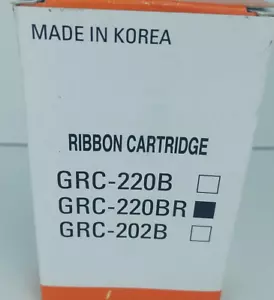 MADE IN KOREA
RIBBON CARTRIDGE
GRC-220B
GRC-220BR
GRC-202B